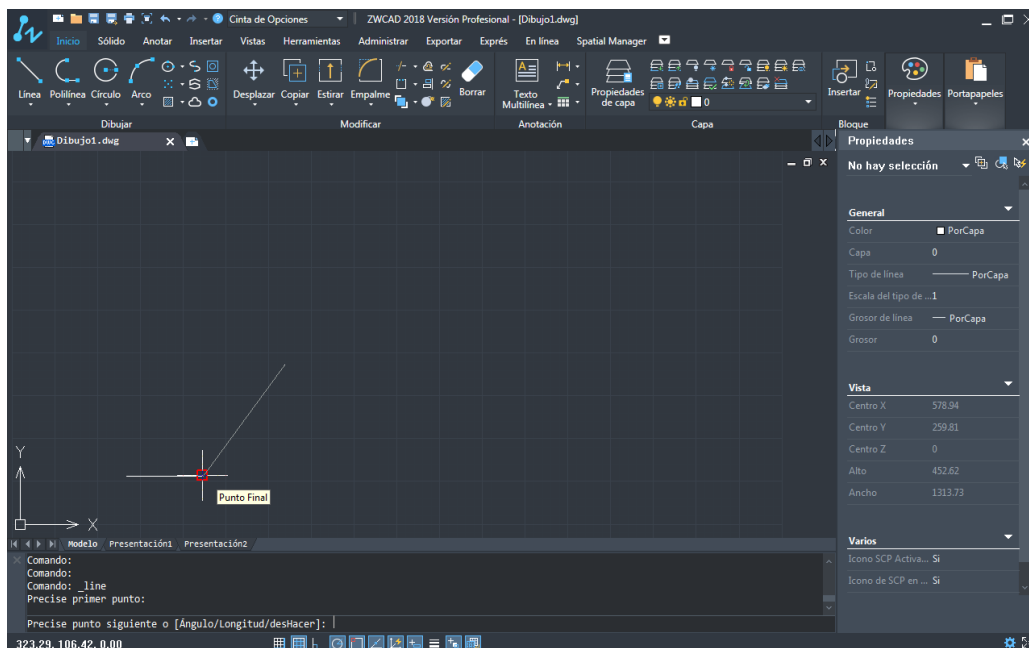 Cinta de Opciones
ZWCAD 2018 Versión Profesional - [Dibujo1.dwg]
Inicio Sólido Anotar Insertar Vistas Herramientas Administrar Exportar Exprés En línea Spatial Manager
Línea Polilínea Círculo Arco
Desplazar Copiar Estirar Empalme Borrar
Texto Multilínea
Propiedades de capa
0
Insertar
Propiedades
Portapapeles
Dibujar Modificar Anotación Capa Bloque
Dibujo1.dwg
Propiedades
No hay selección
General
Color PorCapa
Capa 0
Tipo de línea PorCapa
Escala del tipo de ...1
Grosor de línea PorCapa
Grosor 0
Vista
Centro X 578.94
Centro Y 259.81
Centro Z 0
Alto 452.62
Ancho 1313.73
Varios
Icono SCP Activa... Si
Icono de SCP en ... Si
Punto Final
Y
X
Modelo Presentación1 Presentación2
Comando:
Comando:
Comando: _line
Precise primer punto:
Precise punto siguiente o [Ángulo/Longitud/desHacer]:
323.29, 106.42, 0.00